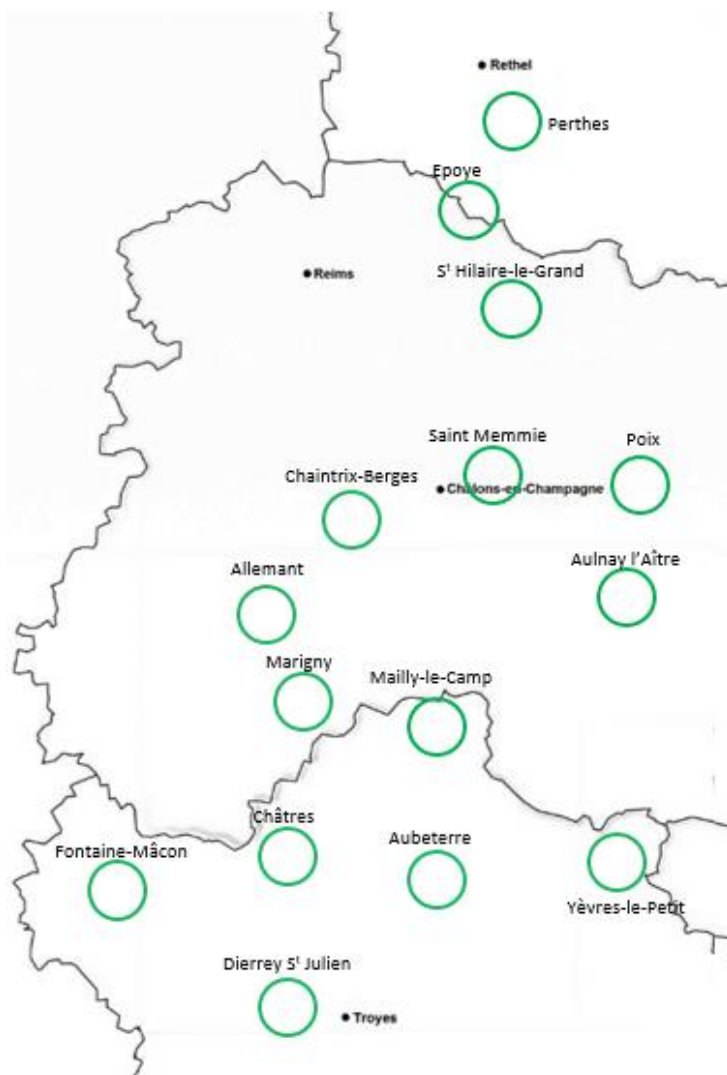 Rethel
Perthes
Epoye
Sᵗ Hilaire-le-Grand
Reims
Saint Memmie
Poix
Chaintrix-Berges
Châlons-en-Champagne
Aulnay l’Aître
Allemant
Marigny
Mailly-le-Camp
Châtres
Aubeterre
Fontaine-Mâcon
Yèvres-le-Petit
Dierrey Sᵗ Julien
Troyes